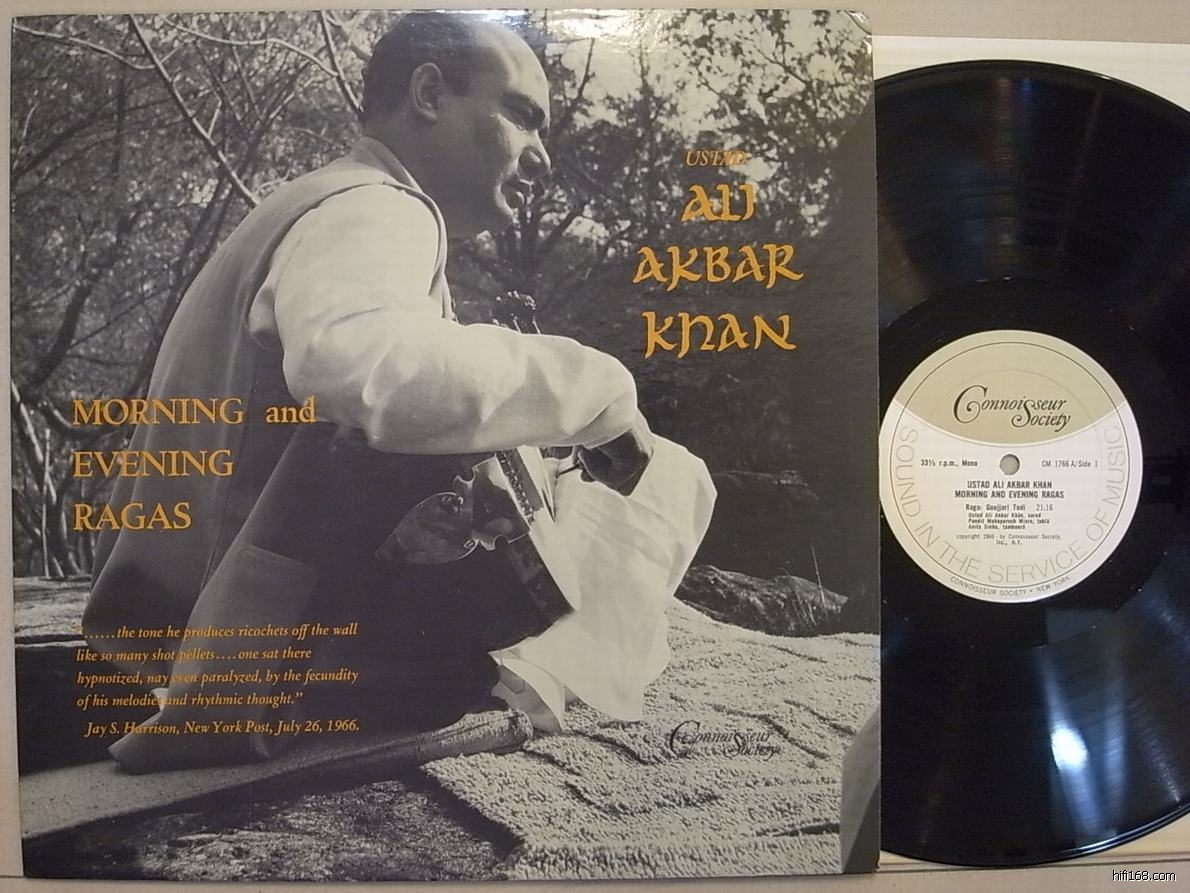 USTAD
ALI
AKBAR
KHAN
MORNING and
EVENING
RAGAS
"......the tone he produces ricochets off the wall
like so many shot pellets....one sat there
hypnotized, nay even paralyzed, by the fecundity
of his melodic and rhythmic thought."
Jay S. Harrison, New York Post, July 26, 1966.
Connoisseur
Society
Connoisseur
Society
33⅓ r.p.m., Mono
CM 1766 A/Side 1
USTAD ALI AKBAR KHAN
MORNING AND EVENING RAGAS
Raga: Goojjari Todi 21:16
Ustad Ali Akbar Khan, sarod
Pandit Mahapurush Misra, tabla
Anila Sinha, tamboura
copyright 1966 by Connoisseur Society,
Inc., N.Y.
SOUND IN THE SERVICE OF MUSIC
CONNOISSEUR SOCIETY • NEW YORK
hifi168.com